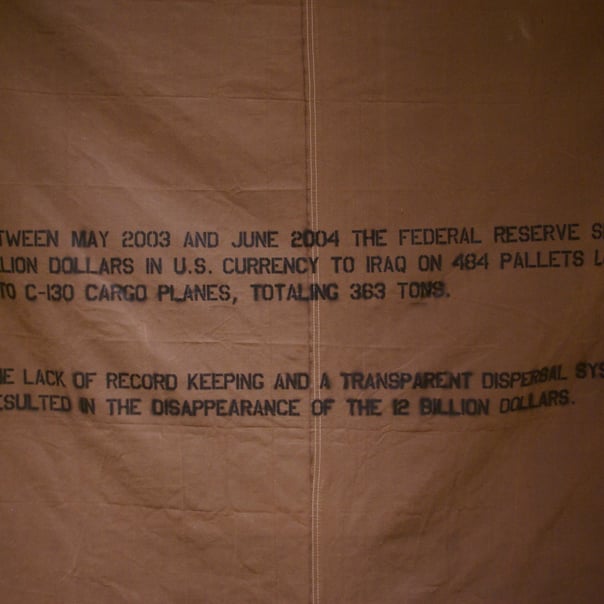 TWEEN MAY 2003 AND JUNE 2004 THE FEDERAL RESERVE S
LION DOLLARS IN U.S. CURRENCY TO IRAQ ON 484 PALLETS L
TO C-130 CARGO PLANES, TOTALING 363 TONS.
E LACK OF RECORD KEEPING AND A TRANSPARENT DISPERSAL SYS
ESULTED IN THE DISAPPEARANCE OF THE 12 BILLION DOLLARS.